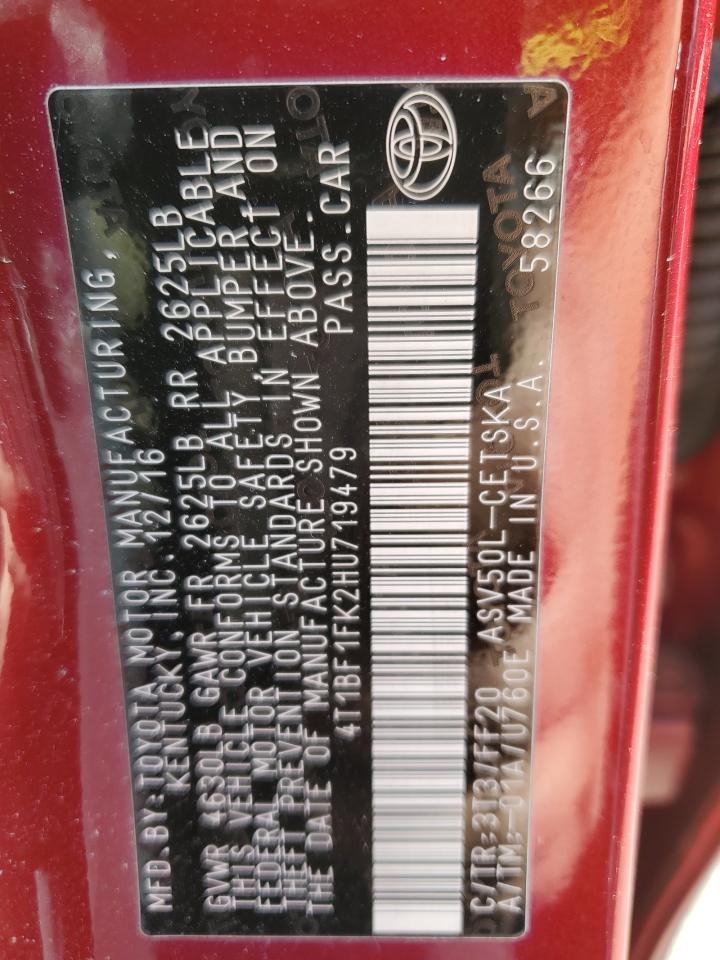 MFD.BY:TOYOTA MOTOR MANUFACTURING,
KENTUCKY,INC. 12/16
GVWR 4630LB GAWR FR 2625LB RR 2625LB
THIS VEHICLE CONFORMS TO ALL APPLICABLE
FEDERAL MOTOR VEHICLE SAFETY, BUMPER, AND
THEFT PREVENTION STANDARDS IN EFFECT ON
THE DATE OF MANUFACTURE SHOWN ABOVE.
4T1BF1FK2HU719479 PASS.CAR
C/TR:3T3/FF20 ASV50L-CETSKA 58266
A/TM:-01A/U760E MADE IN U.S.A.
TOYOTA